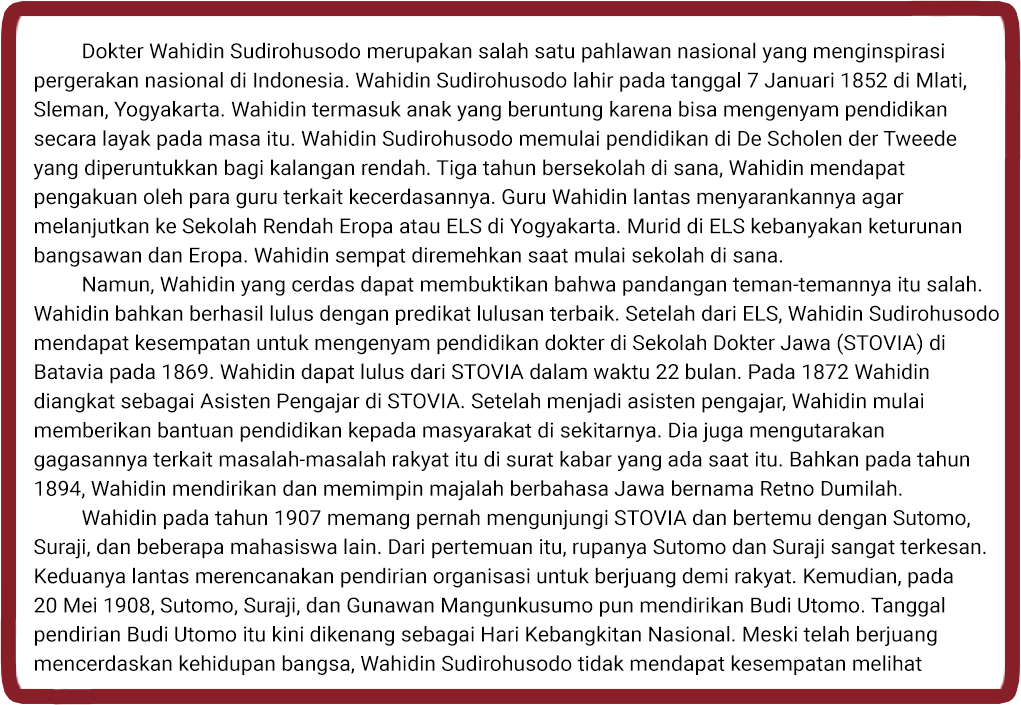 Dokter Wahidin Sudirohusodo merupakan salah satu pahlawan nasional yang menginspirasi
pergerakan nasional di Indonesia. Wahidin Sudirohusodo lahir pada tanggal 7 Januari 1852 di Mlati,
Sleman, Yogyakarta. Wahidin termasuk anak yang beruntung karena bisa mengenyam pendidikan
secara layak pada masa itu. Wahidin Sudirohusodo memulai pendidikan di De Scholen der Tweede
yang diperuntukkan bagi kalangan rendah. Tiga tahun bersekolah di sana, Wahidin mendapat
pengakuan oleh para guru terkait kecerdasannya. Guru Wahidin lantas menyarankannya agar
melanjutkan ke Sekolah Rendah Eropa atau ELS di Yogyakarta. Murid di ELS kebanyakan keturunan
bangsawan dan Eropa. Wahidin sempat diremehkan saat mulai sekolah di sana.
Namun, Wahidin yang cerdas dapat membuktikan bahwa pandangan teman-temannya itu salah.
Wahidin bahkan berhasil lulus dengan predikat lulusan terbaik. Setelah dari ELS, Wahidin Sudirohusodo
mendapat kesempatan untuk mengenyam pendidikan dokter di Sekolah Dokter Jawa (STOVIA) di
Batavia pada 1869. Wahidin dapat lulus dari STOVIA dalam waktu 22 bulan. Pada 1872 Wahidin
diangkat sebagai Asisten Pengajar di STOVIA. Setelah menjadi asisten pengajar, Wahidin mulai
memberikan bantuan pendidikan kepada masyarakat di sekitarnya. Dia juga mengutarakan
gagasannya terkait masalah-masalah rakyat itu di surat kabar yang ada saat itu. Bahkan pada tahun
1894, Wahidin mendirikan dan memimpin majalah berbahasa Jawa bernama Retno Dumilah.
Wahidin pada tahun 1907 memang pernah mengunjungi STOVIA dan bertemu dengan Sutomo,
Suraji, dan beberapa mahasiswa lain. Dari pertemuan itu, rupanya Sutomo dan Suraji sangat terkesan.
Keduanya lantas merencanakan pendirian organisasi untuk berjuang demi rakyat. Kemudian, pada
20 Mei 1908, Sutomo, Suraji, dan Gunawan Mangunkusumo pun mendirikan Budi Utomo. Tanggal
pendirian Budi Utomo itu kini dikenang sebagai Hari Kebangkitan Nasional. Meski telah berjuang
mencerdaskan kehidupan bangsa, Wahidin Sudirohusodo tidak mendapat kesempatan melihat